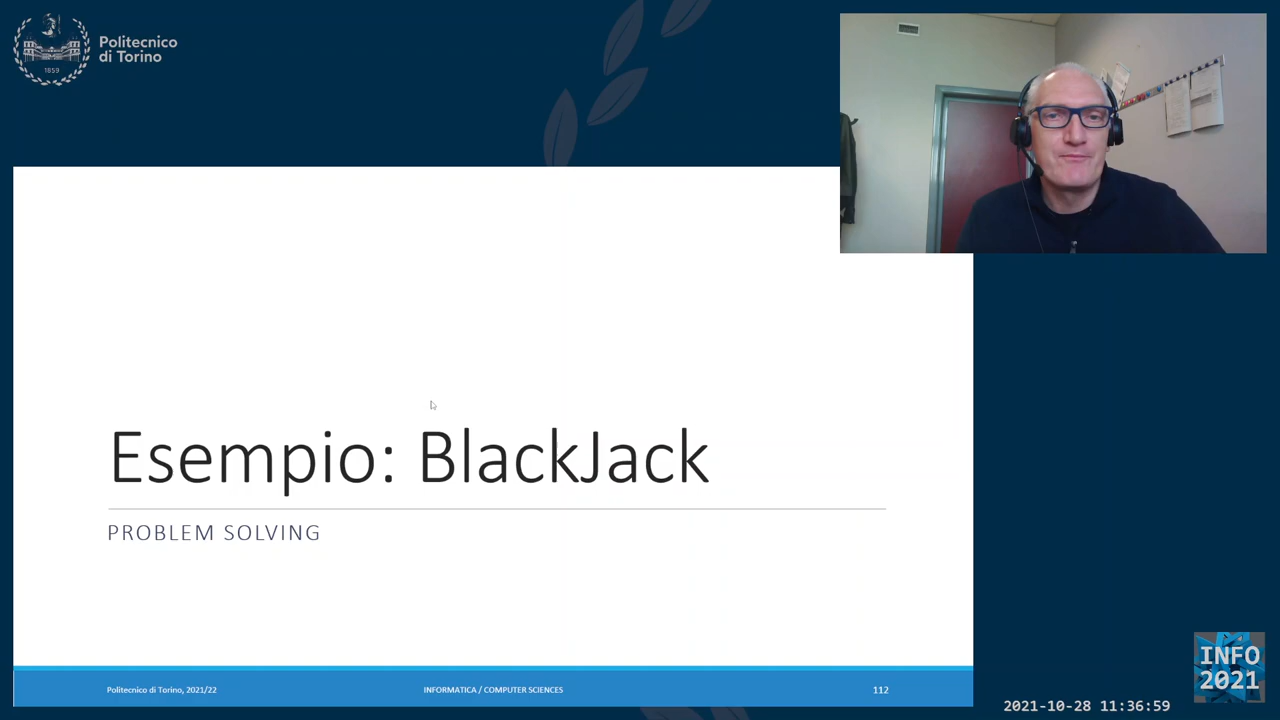 Politecnico
di Torino
1859
Esempio: BlackJack
PROBLEM SOLVING
Politecnico di Torino, 2021/22
INFORMATICA / COMPUTER SCIENCES
112
INFO
2021
2021-10-28 11:36:59